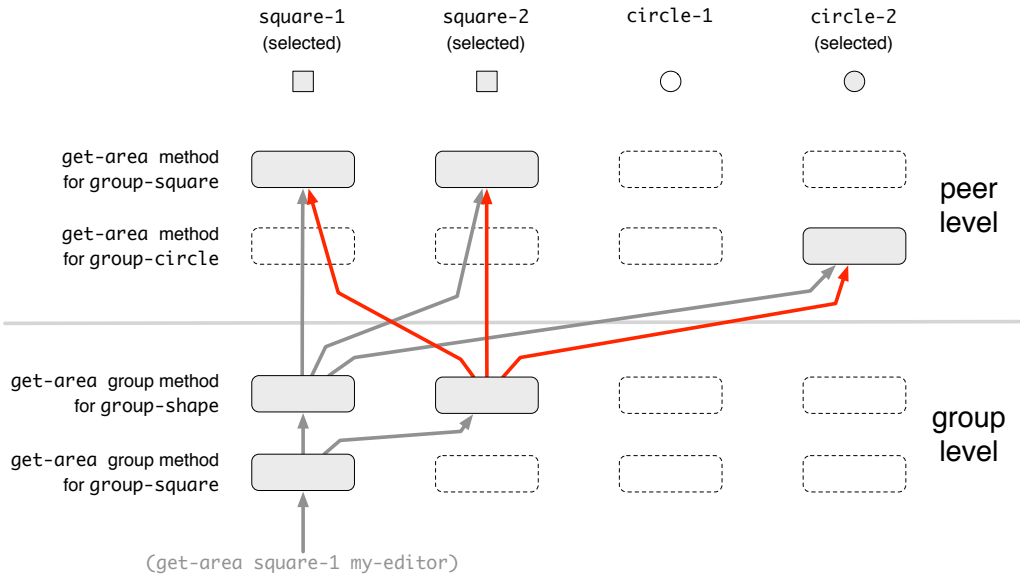 square-1
(selected)
square-2
(selected)
circle-1
circle-2
(selected)
get-area method
for group-square
get-area method
for group-circle
peer
level
get-area group method
for group-shape
get-area group method
for group-square
group
level
(get-area square-1 my-editor)